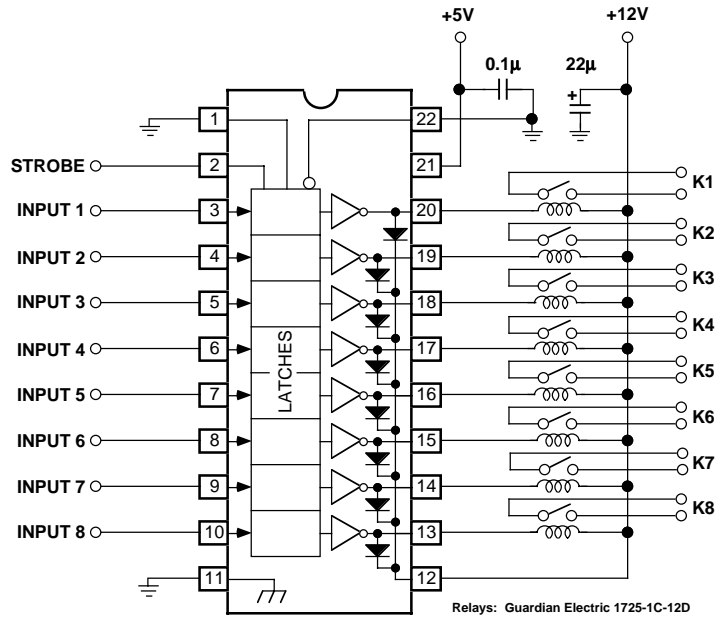 +5V
+12V
0.1μ
22μ
+
1
22
STROBE
2
21
K1
INPUT 1
3
20
K2
INPUT 2
4
19
K3
INPUT 3
5
18
K4
INPUT 4
6
17
LATCHES
K5
INPUT 5
7
16
K6
INPUT 6
8
15
K7
INPUT 7
9
14
K8
INPUT 8
10
13
11
12
Relays: Guardian Electric 1725-1C-12D